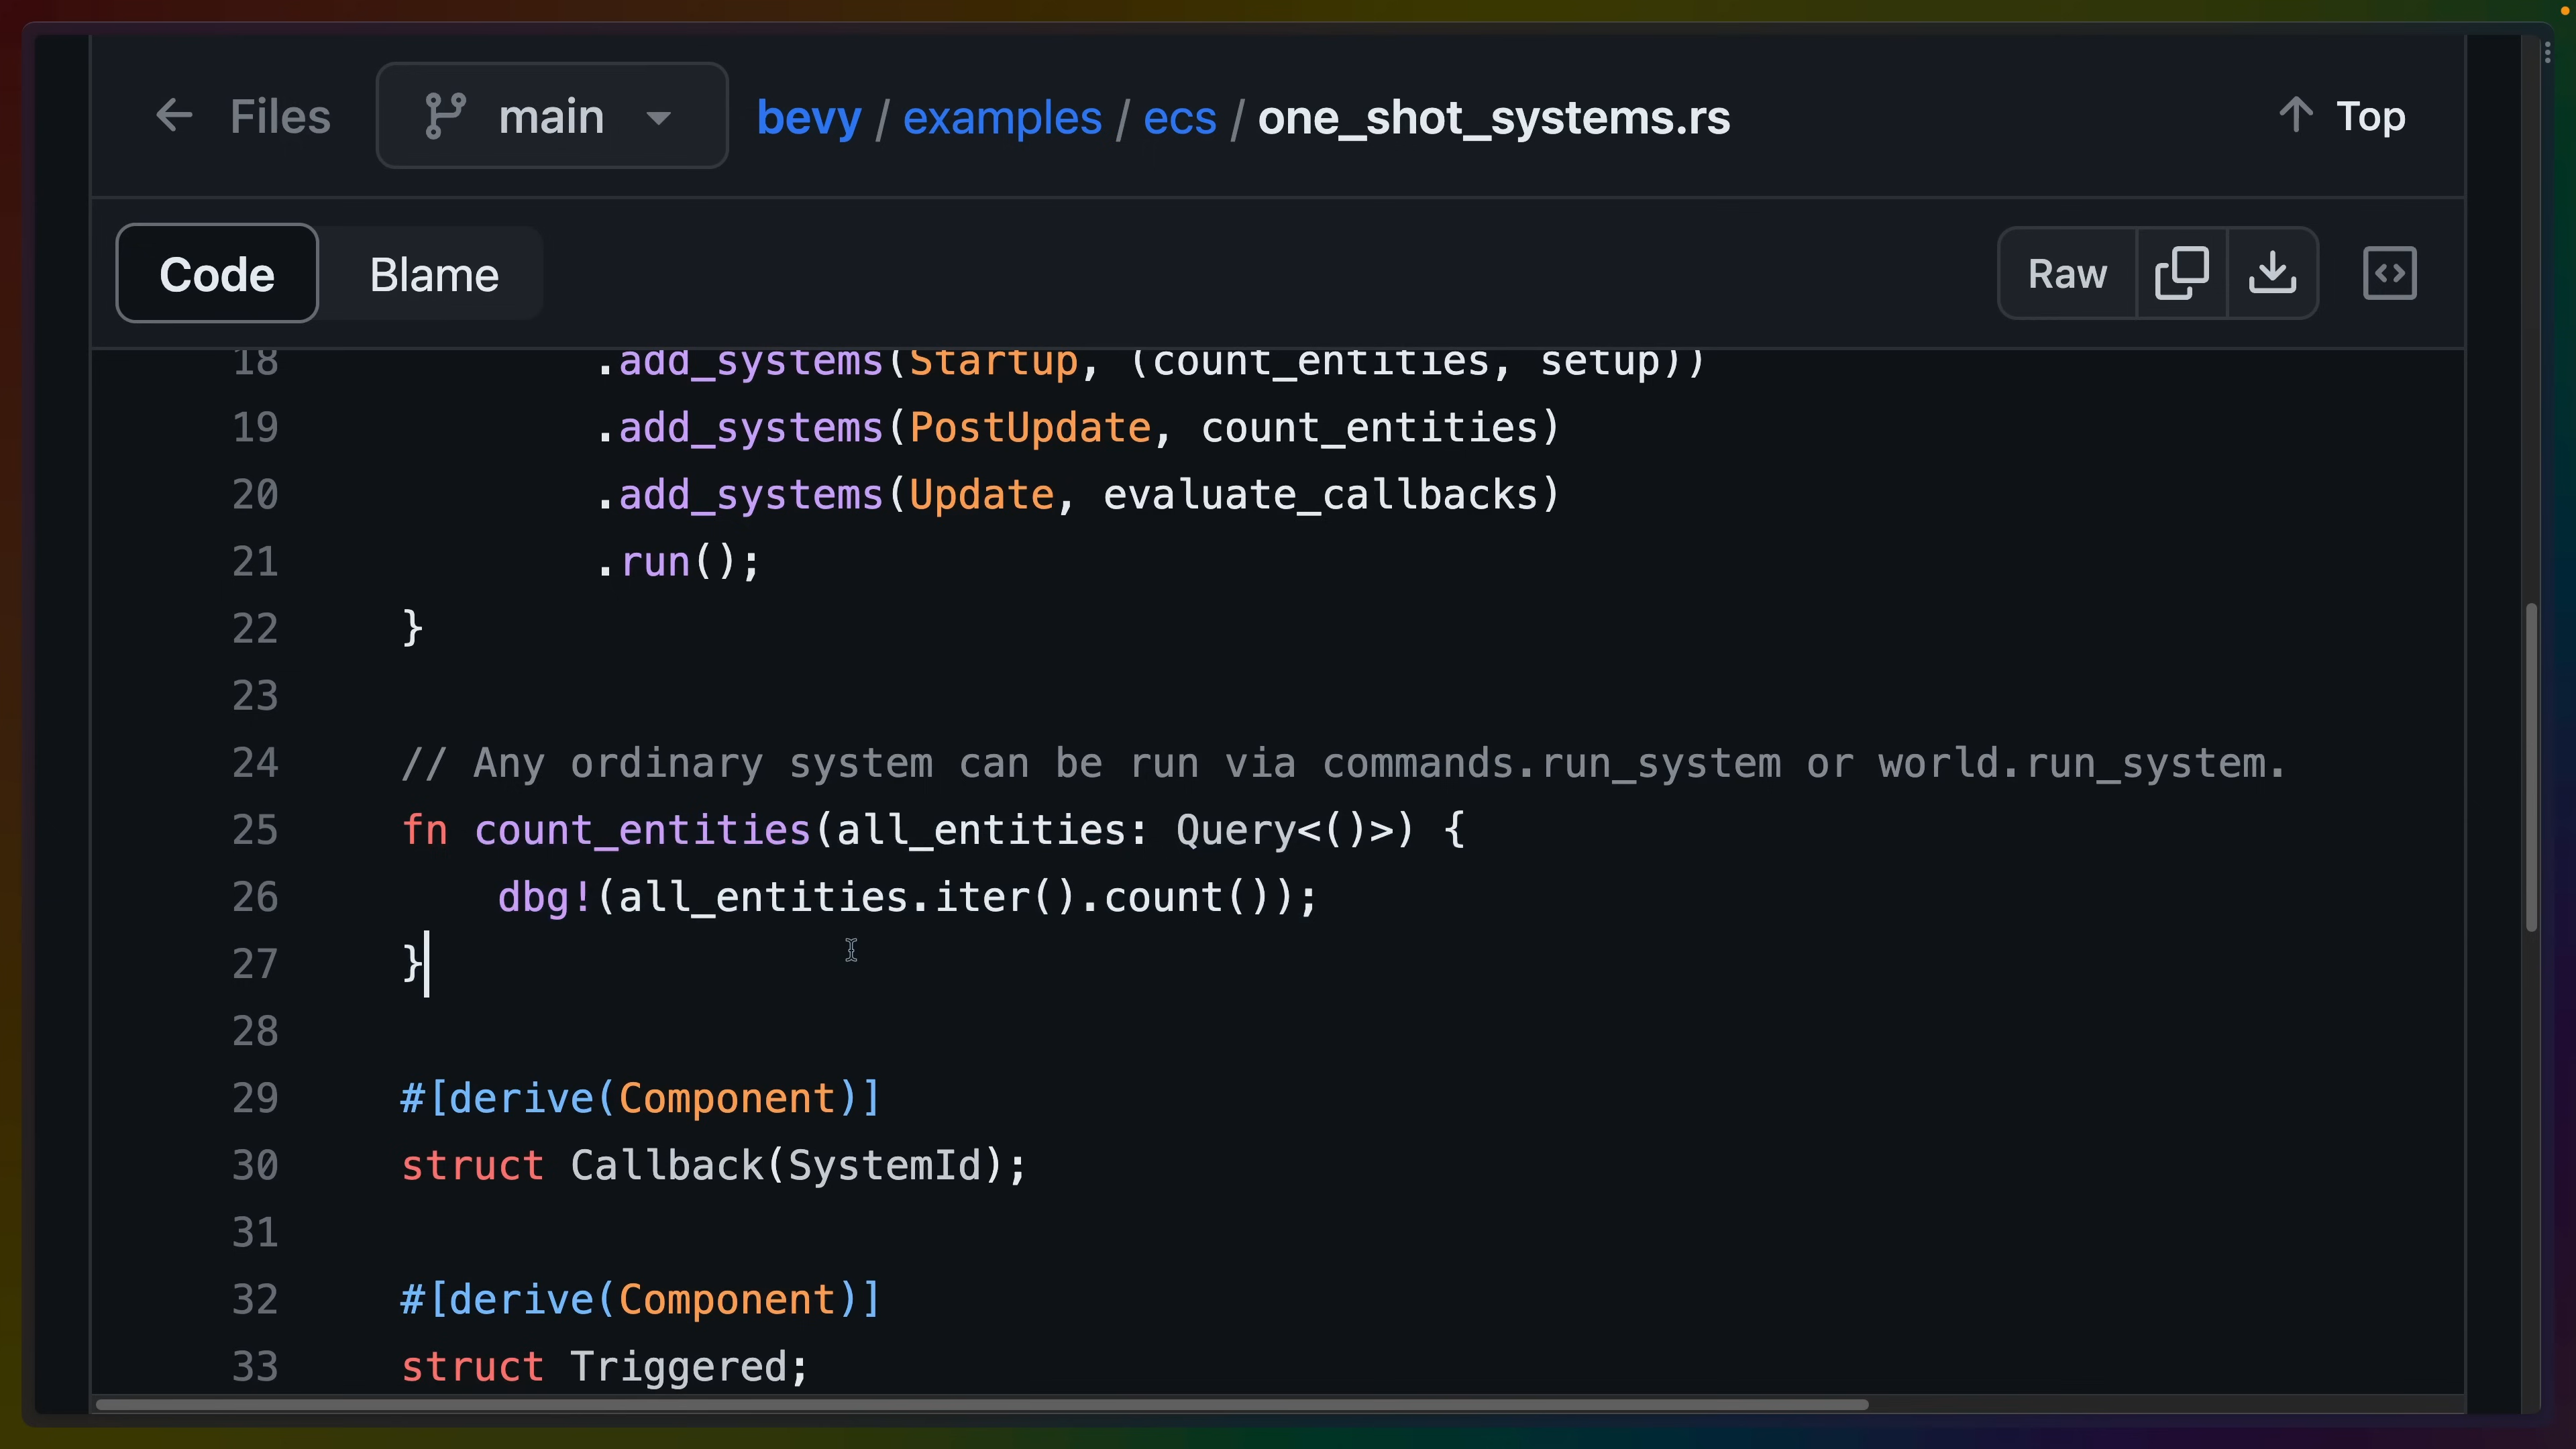 Files main bevy / examples / ecs / one_shot_systems.rs Top
Code Blame Raw
18 .add_systems(Startup, (count_entities, setup))
19 .add_systems(PostUpdate, count_entities)
20 .add_systems(Update, evaluate_callbacks)
21 .run();
22 }
23
24 // Any ordinary system can be run via commands.run_system or world.run_system.
25 fn count_entities(all_entities: Query<()>) {
26 dbg!(all_entities.iter().count());
27 }
28
29 #[derive(Component)]
30 struct Callback(SystemId);
31
32 #[derive(Component)]
33 struct Triggered;